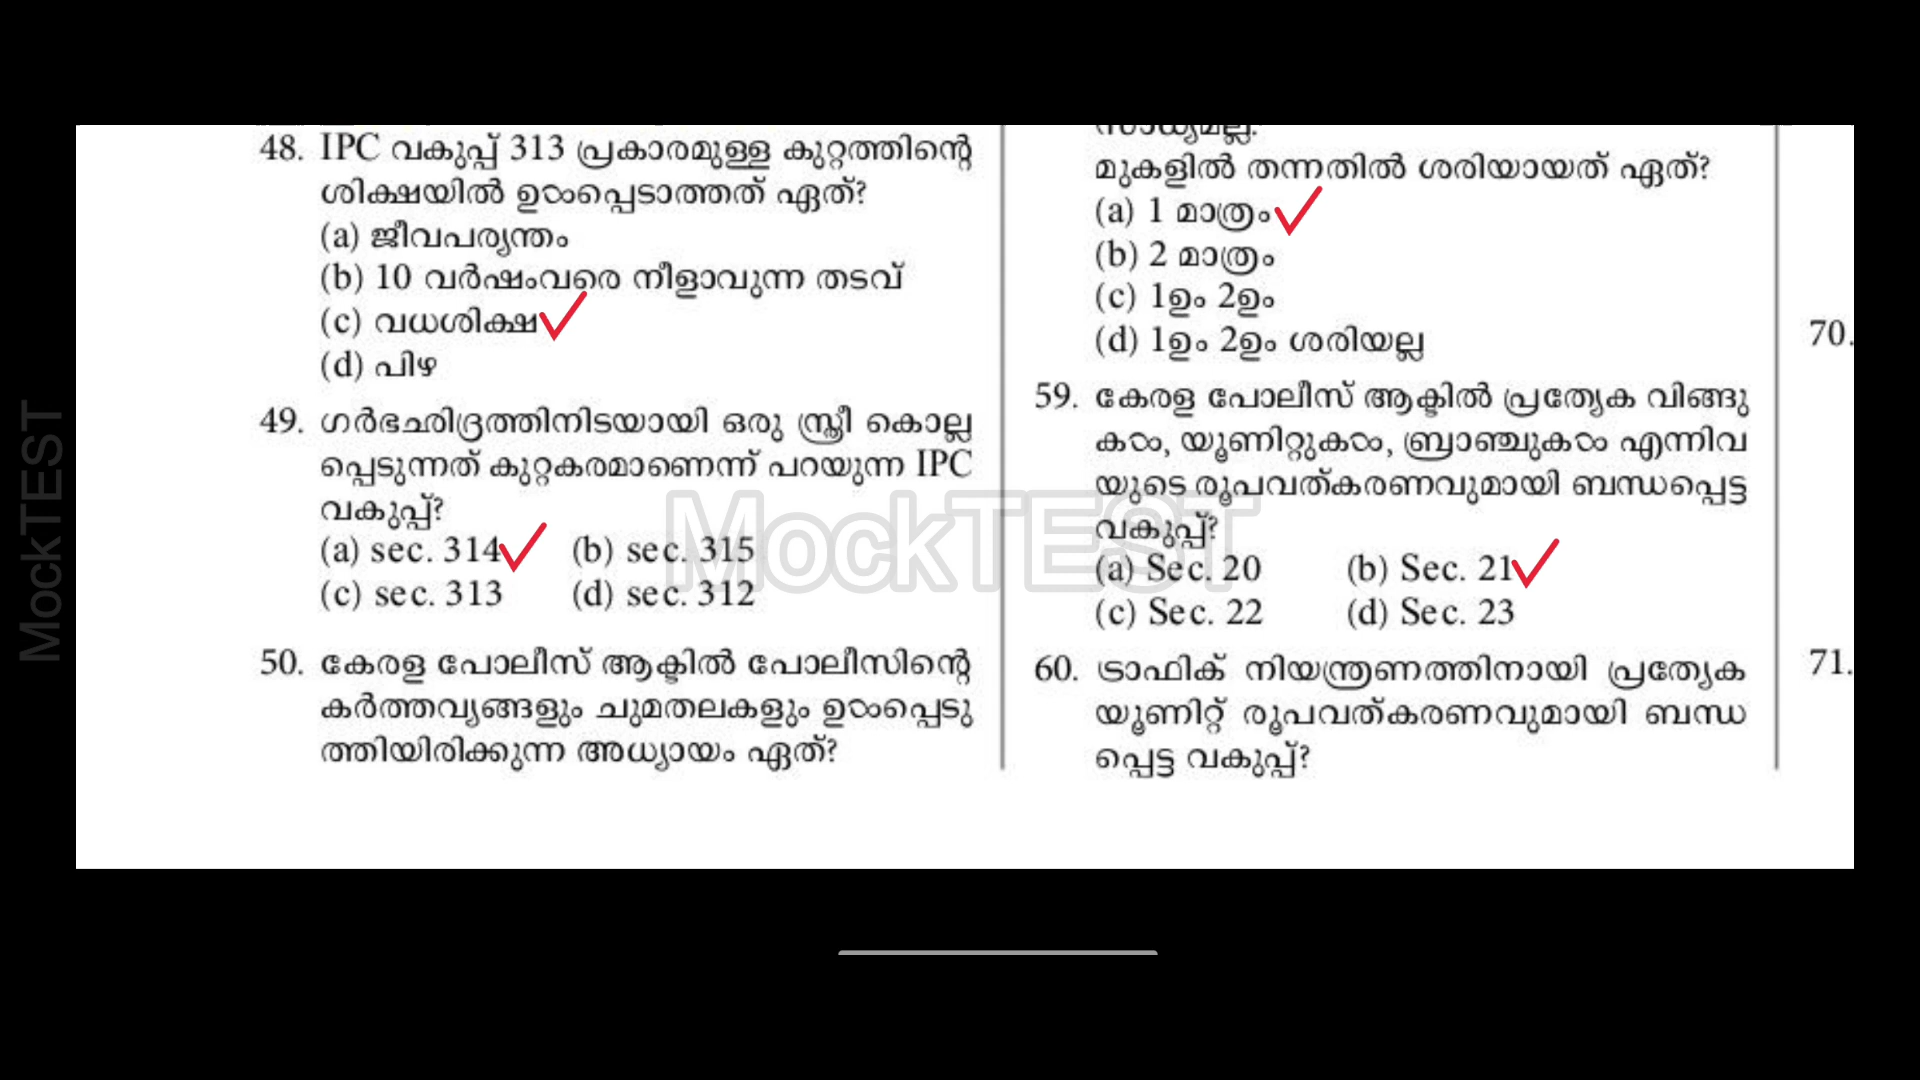 48. IPC വകുപ്പ് 313 പ്രകാരമുള്ള കുറ്റത്തിന്റെ
ശിക്ഷയിൽ ഉൾപ്പെടാത്തത് ഏത്?
(a) ജീവപര്യന്തം
(b) 10 വർഷംവരെ നീളാവുന്ന തടവ്
(c) വധശിക്ഷ
(d) പിഴ
49. ഗർഭഛിദ്രത്തിനിടയായി ഒരു സ്ത്രീ കൊല്ല
പ്പെടുന്നത് കുറ്റകരമാണെന്ന് പറയുന്ന IPC
വകുപ്പ്?
(a) sec. 314 (b) sec. 315
(c) sec. 313 (d) sec. 312
50. കേരള പോലീസ് ആക്ടിൽ പോലീസിന്റെ
കർത്തവ്യങ്ങളും ചുമതലകളും ഉൾപ്പെടു
ത്തിയിരിക്കുന്ന അധ്യായം ഏത്?
സാധ്യമല്ല.
മുകളിൽ തന്നതിൽ ശരിയായത് ഏത്?
(a) 1 മാത്രം
(b) 2 മാത്രം
(c) 1ഉം 2ഉം
(d) 1ഉം 2ഉം ശരിയല്ല
59. കേരള പോലീസ് ആക്ടിൽ പ്രത്യേക വിങ്ങു
കൾ, യൂണിറ്റുകൾ, ബ്രാഞ്ചുകൾ എന്നിവ
യുടെ രൂപവത്കരണവുമായി ബന്ധപ്പെട്ട
വകുപ്പ്?
(a) Sec. 20 (b) Sec. 21
(c) Sec. 22 (d) Sec. 23
60. ട്രാഫിക് നിയന്ത്രണത്തിനായി പ്രത്യേക
യൂണിറ്റ് രൂപവത്കരണവുമായി ബന്ധ
പ്പെട്ട വകുപ്പ്?
70.
71.
MockTEST
MockTEST